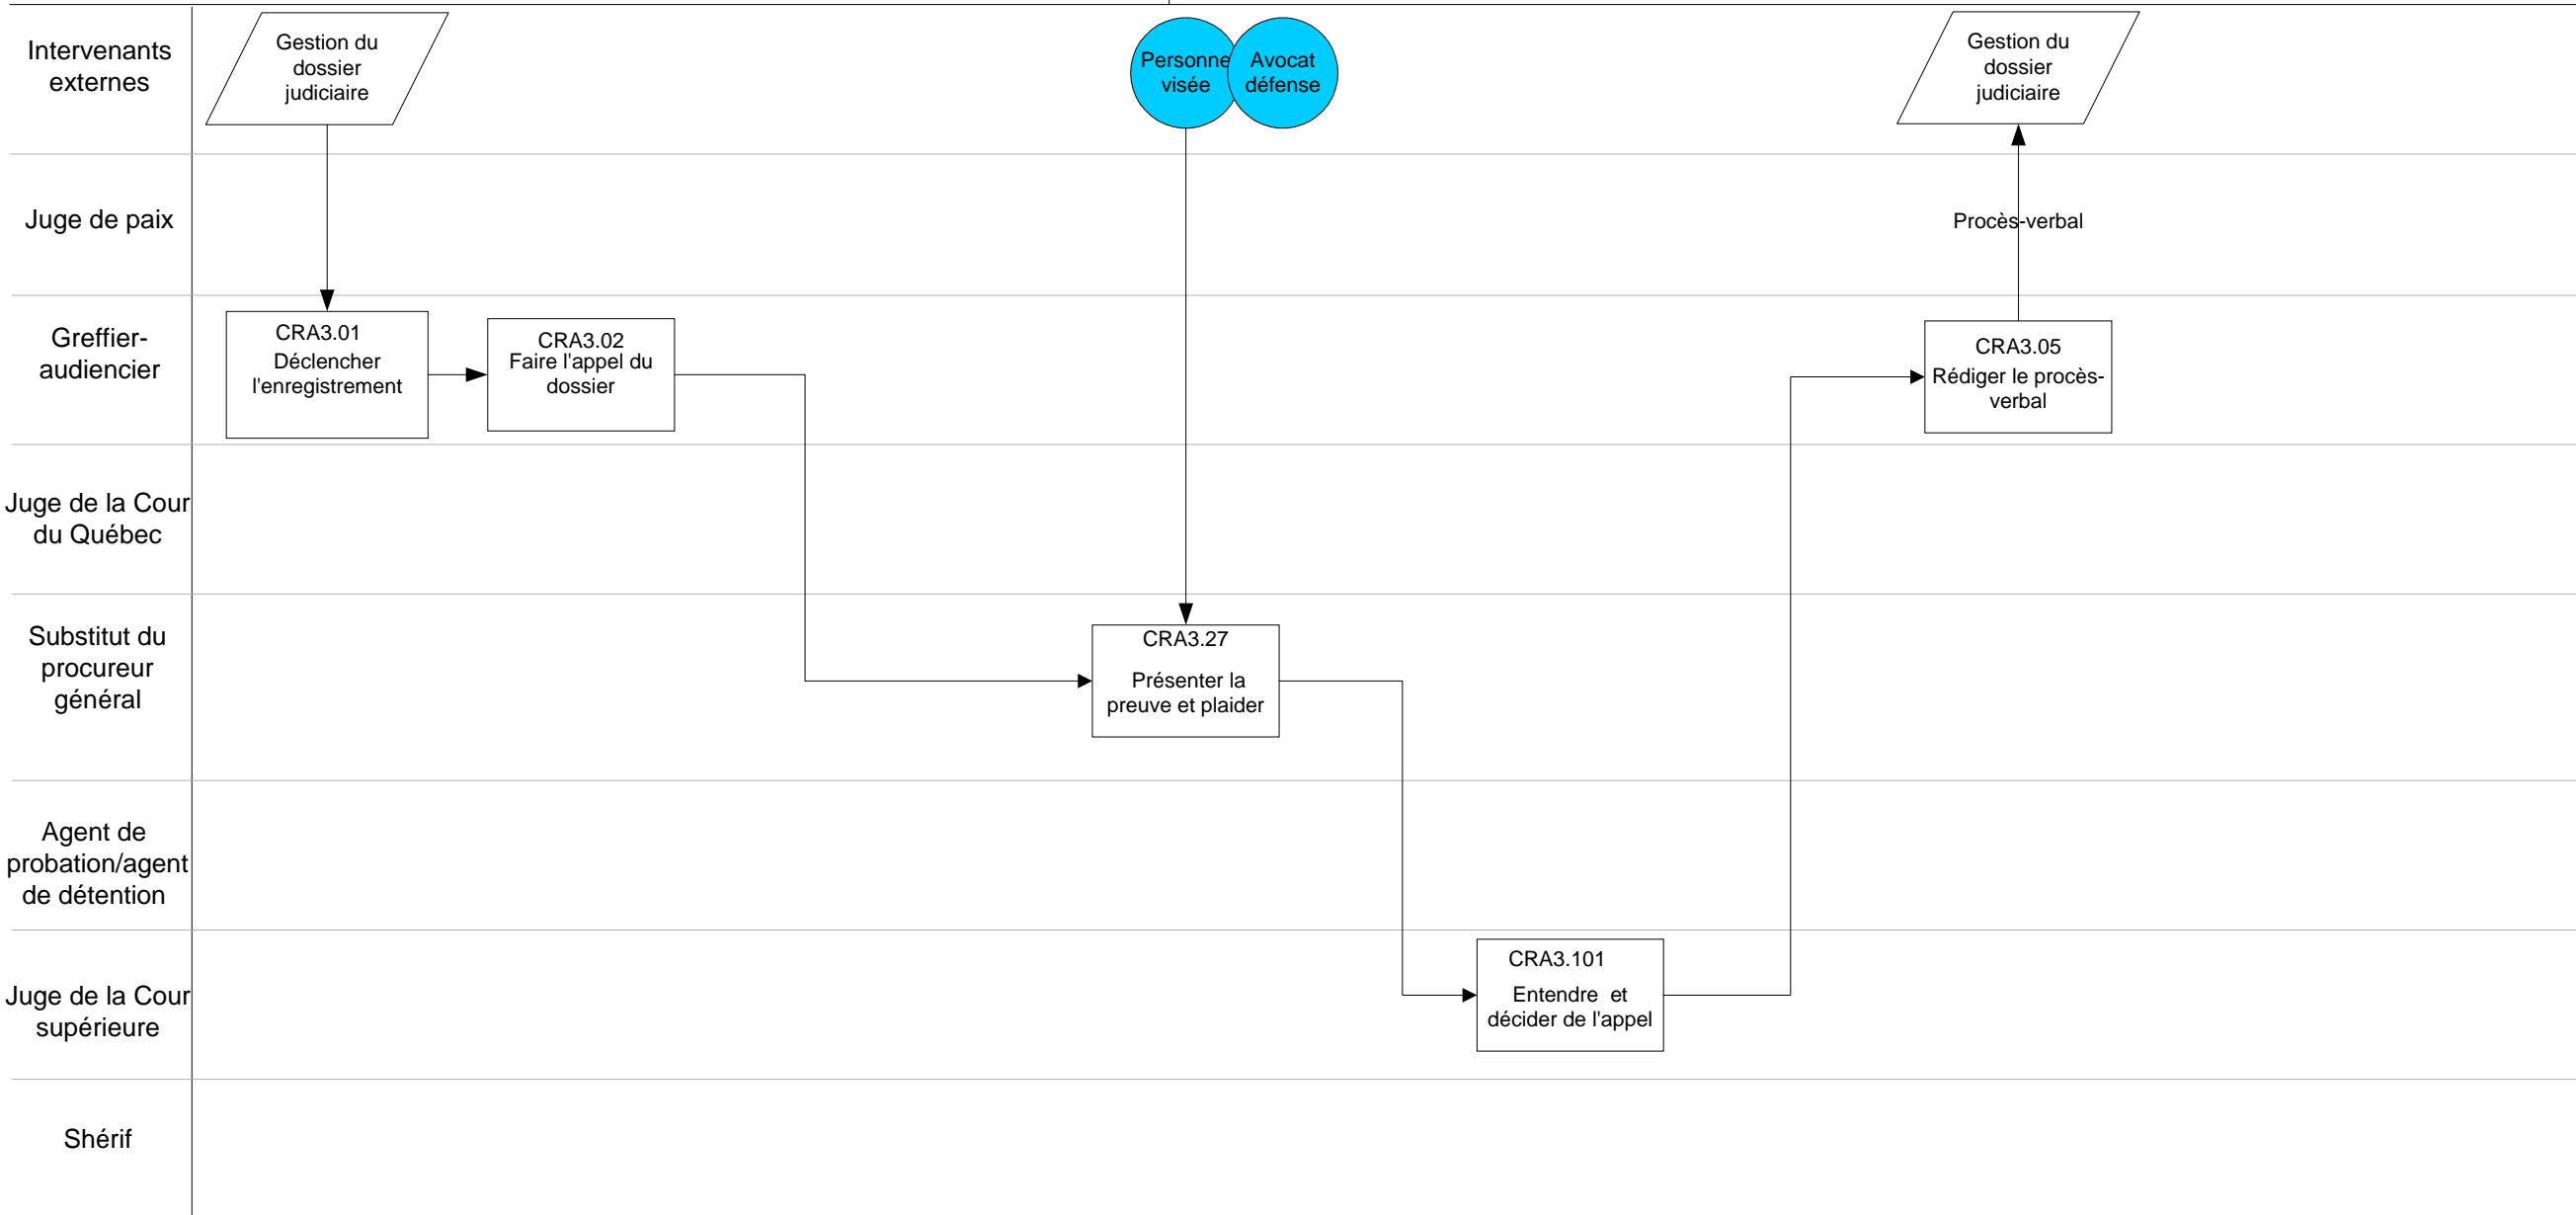 Intervenants
externes
Gestion du
dossier
judiciaire
Personne
visée
Avocat
défense
Gestion du
dossier
judiciaire
Juge de paix
Procès-verbal
Greffier-
audiencier
CRA3.01
Déclencher
l'enregistrement
CRA3.02
Faire l'appel du
dossier
CRA3.05
Rédiger le procès-
verbal
Juge de la Cour
du Québec
Substitut du
procureur
général
CRA3.27
Présenter la
preuve et plaider
Agent de
probation/agent
de détention
Juge de la Cour
supérieure
CRA3.101
Entendre et
décider de l'appel
Shérif